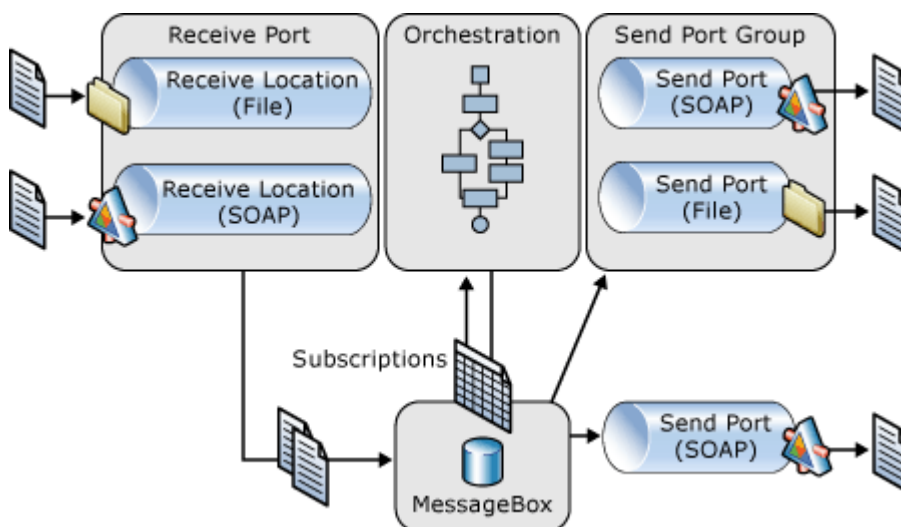 Receive Port
Receive Location
(File)
Receive Location
(SOAP)
Orchestration
Send Port Group
Send Port
(SOAP)
Send Port
(File)
Subscriptions
MessageBox
Send Port
(SOAP)